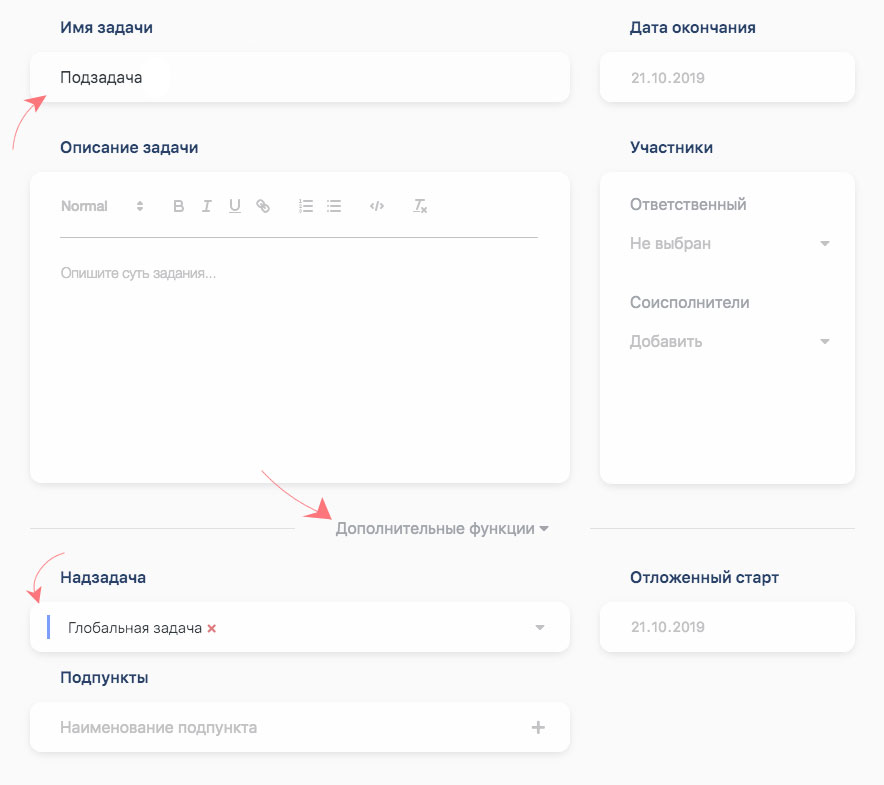 Имя задачи
Дата окончания
Подзадача
21.10.2019
Описание задачи
Участники
Normal B I U </> Tx
Ответственный
Не выбран
Опишите суть задания...
Соисполнители
Добавить
Дополнительные функции
Надзадача
Отложенный старт
Глобальная задача ×
21.10.2019
Подпункты
Наименование подпункта +